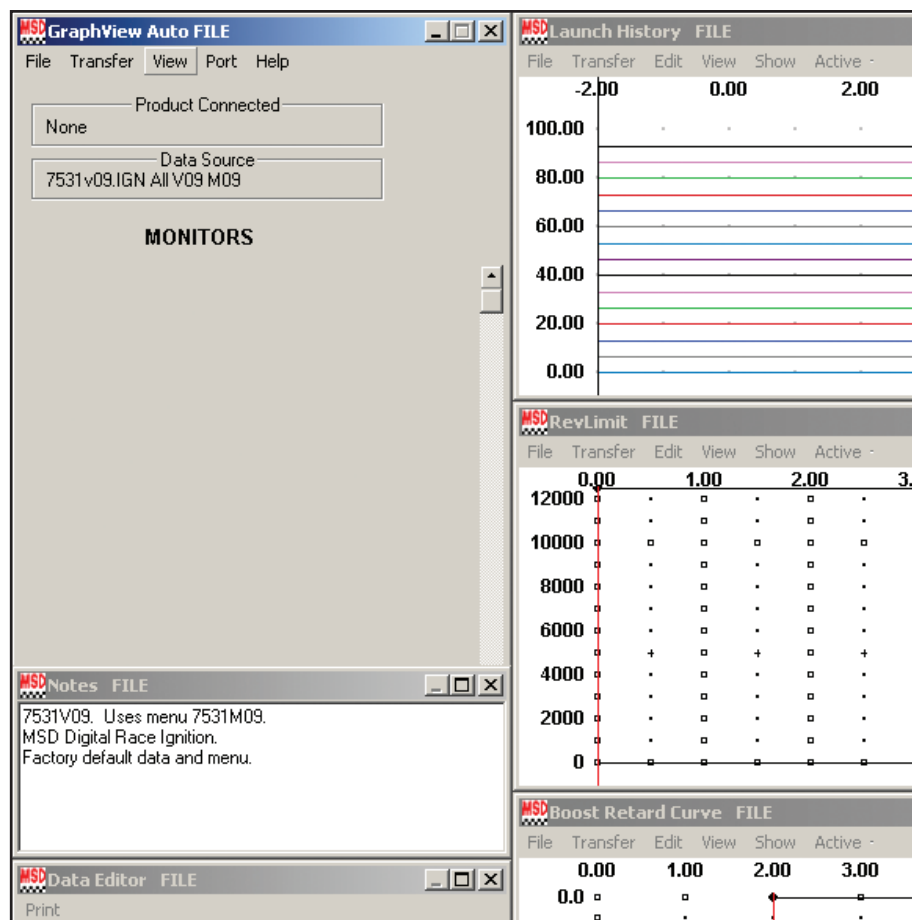 MSD GraphView Auto FILE
File Transfer View Port Help
Product Connected
None
Data Source
7531v09.IGN All V09 M09
MONITORS
MSD Notes FILE
7531V09. Uses menu 7531M09.
MSD Digital Race Ignition.
Factory default data and menu.
MSD Data Editor FILE
Print
MSD Launch History FILE
File Transfer Edit View Show Active -
-2.00 0.00 2.00
100.00
80.00
60.00
40.00
20.00
0.00
MSD RevLimit FILE
File Transfer Edit View Show Active -
0.00 1.00 2.00 3.
12000
10000
8000
6000
4000
2000
0
MSD Boost Retard Curve FILE
File Transfer Edit View Show Active -
0.00 1.00 2.00 3.00
0.0